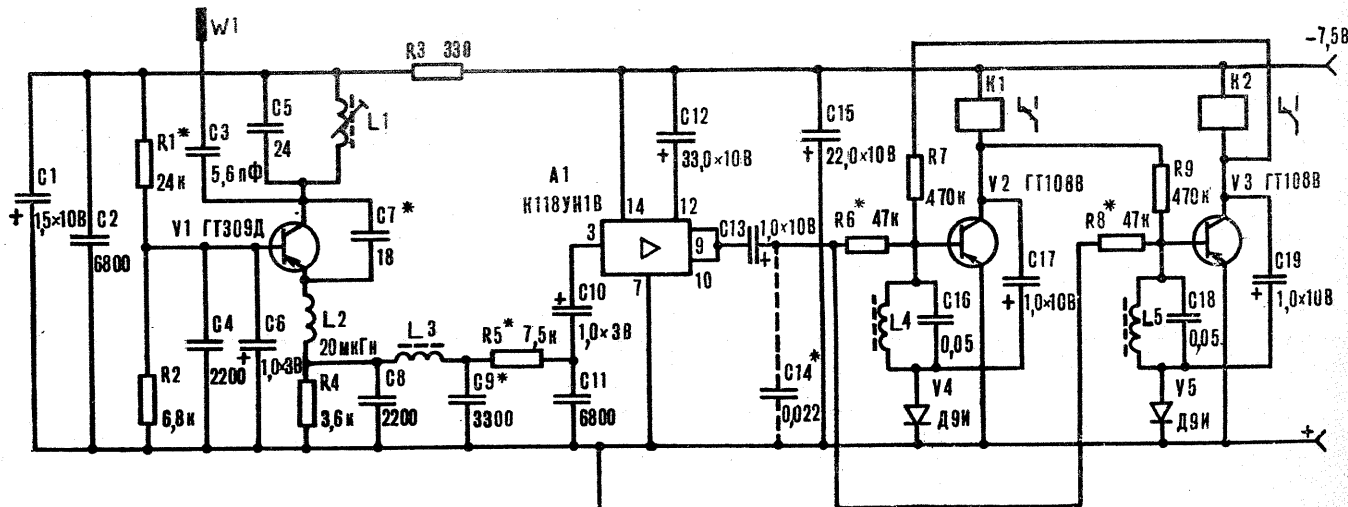 W1
R3 330
−7,5В
C5
24
L1
C12
33,0×10В
C15
22,0×10В
K1
K2
R1*
24к
C3
5,6пФ
R7
470к
R9
470к
C1
1,5×10В
C2
6800
V1 ГТ309Д
C7*
18
A1
К118УН1В
14
12
3
9
10
7
C13
1,0×10В
R6* 47к
V2 ГТ108В
R8* 47к
V3 ГТ108В
C10
1,0×3В
C17
1,0×10В
C19
1,0×10В
L2
20мкГн
L3
R5* 7,5к
C4
2200
C6
1,0×3В
L4
C16
0,05
L5
C18
0,05
R2
6,8к
R4
3,6к
C8
2200
C9*
3300
C11
6800
C14*
0,022
V4
Д9И
V5
Д9И
+